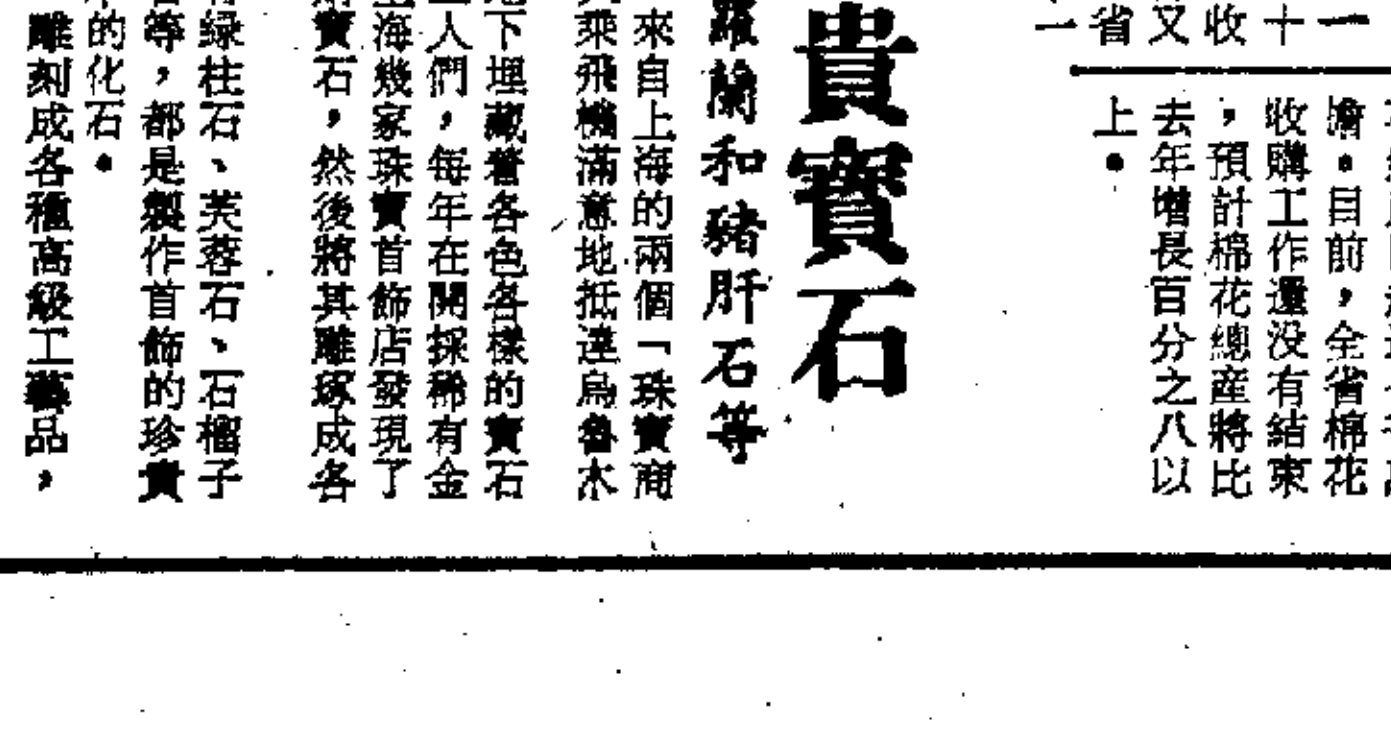 一
十
收
又
省
一
擔。目前,全省棉花
收購工作還没有結束
,預計棉花總産將比
去年增長百分之八以
上。
貴寶石
蘭和豬肝石等
來自上海的兩個「珠寶商
乘飛機滿意地抵達烏魯木
下埋藏着各色各樣的寶石
人們,每年在開採稀有金
海幾家珠寶首飾店發現了
寶石,然後將其雕琢成各
綠柱石、芙蓉石、石榴子
等,都是製作首飾的珍貴
的化石。
雕刻成各種高級工藝品,